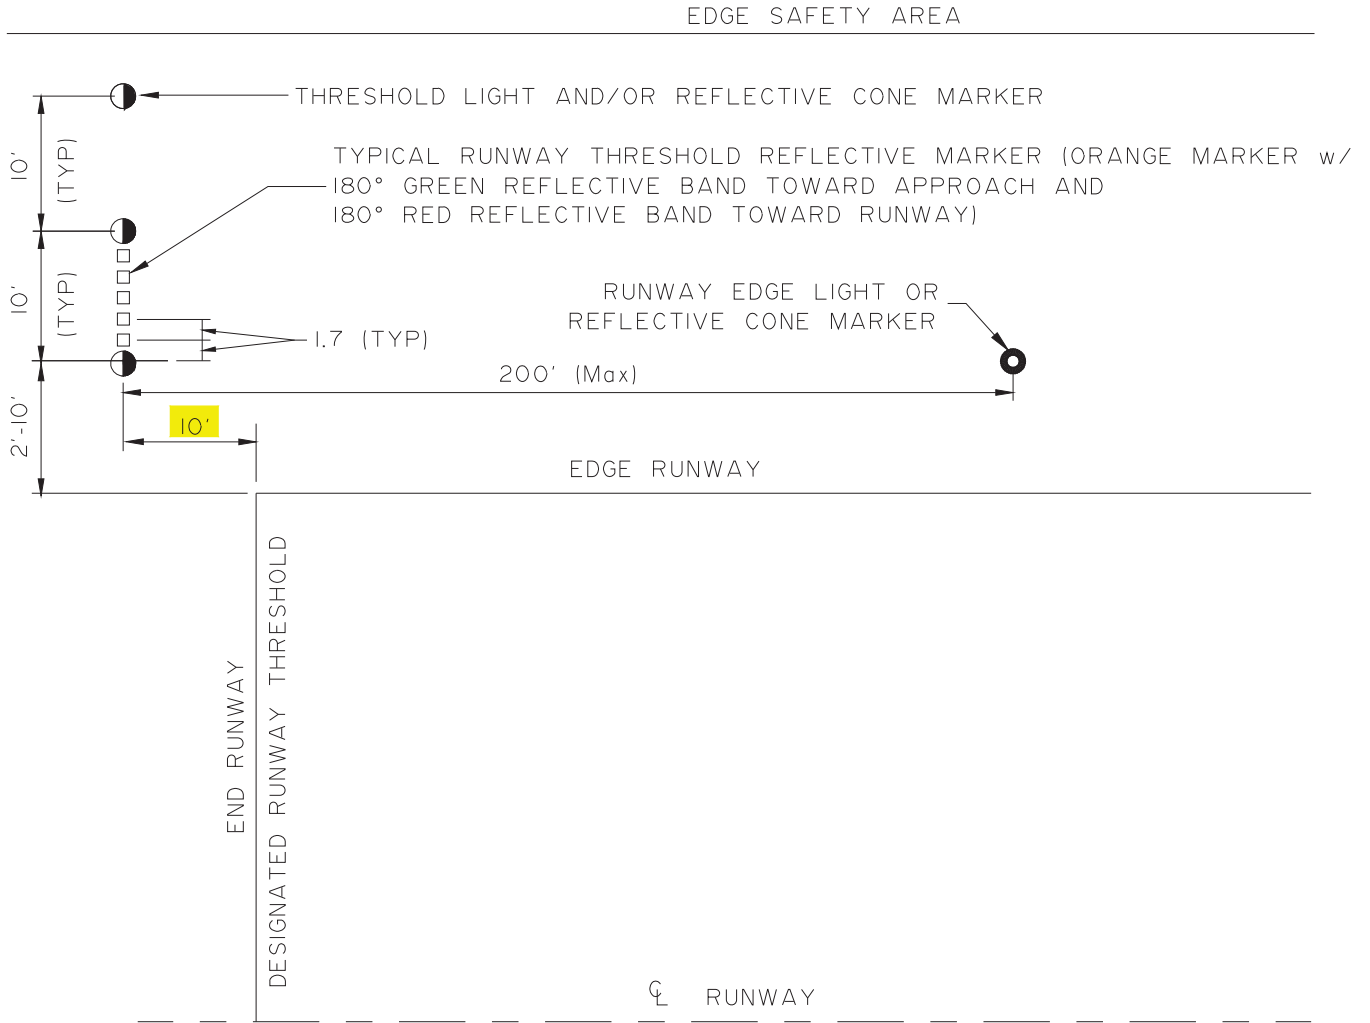 EDGE SAFETY AREA
THRESHOLD LIGHT AND/OR REFLECTIVE CONE MARKER
10'
(TYP)
TYPICAL RUNWAY THRESHOLD REFLECTIVE MARKER (ORANGE MARKER w/
180° GREEN REFLECTIVE BAND TOWARD APPROACH AND
180° RED REFLECTIVE BAND TOWARD RUNWAY)
10'
(TYP)
RUNWAY EDGE LIGHT OR
REFLECTIVE CONE MARKER
1.7 (TYP)
200' (Max)
2'-10'
10'
EDGE RUNWAY
END RUNWAY
DESIGNATED RUNWAY THRESHOLD
℄ RUNWAY